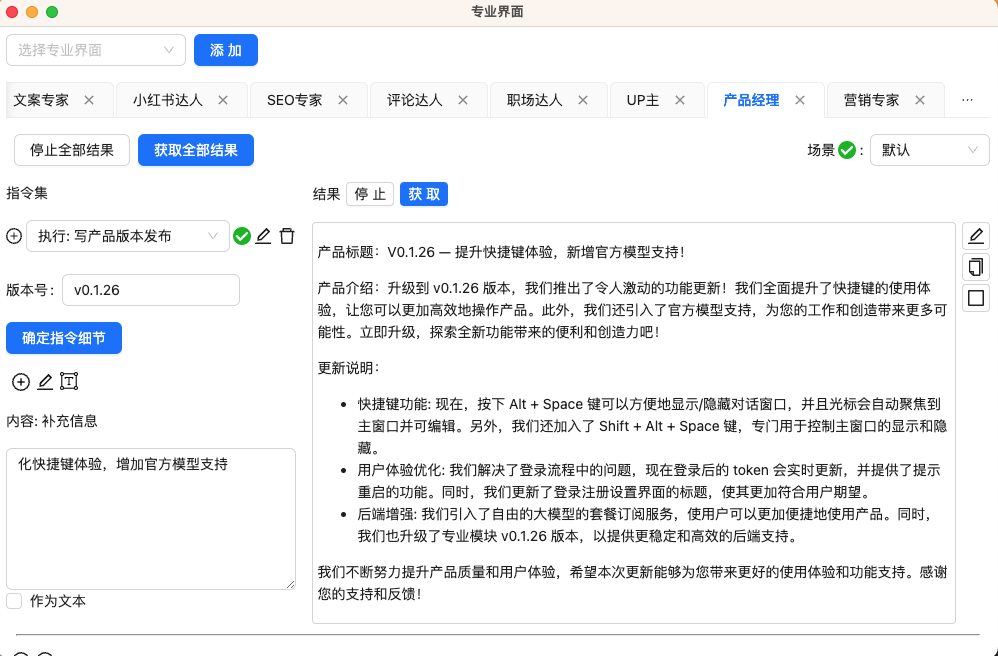 专业界面
选择专业界面
添 加
文案专家
小红书达人
SEO专家
评论达人
职场达人
UP主
产品经理
营销专家
...
停止全部结果
获取全部结果
场景
:
默认
指令集
结果
停 止
获 取
执行: 写产品版本发布
版本号:
v0.1.26
确定指令细节
内容: 补充信息
化快捷键体验，增加官方模型支持
作为文本
产品标题：V0.1.26 — 提升快捷键体验，新增官方模型支持！
产品介绍：升级到 v0.1.26 版本，我们推出了令人激动的功能更新！我们全面提升了快捷键的使用体
验，让您可以更加高效地操作产品。此外，我们还引入了官方模型支持，为您的工作和创造带来更多可
能性。立即升级，探索全新功能带来的便利和创造力吧！
更新说明：
• 快捷键功能: 现在，按下 Alt + Space 键可以方便地显示/隐藏对话窗口，并且光标会自动聚焦到
主窗口并可编辑。另外，我们还加入了 Shift + Alt + Space 键，专门用于控制主窗口的显示和隐
藏。
• 用户体验优化: 我们解决了登录流程中的问题，现在登录后的 token 会实时更新，并提供了提示
重启的功能。同时，我们更新了登录注册设置界面的标题，使其更加符合用户期望。
• 后端增强: 我们引入了自由的大模型的套餐订阅服务，使用户可以更加便捷地使用产品。同时，
我们也升级了专业模块 v0.1.26 版本，以提供更稳定和高效的后端支持。
我们不断努力提升产品质量和用户体验，希望本次更新能够为您带来更好的使用体验和功能支持。感谢
您的支持和反馈！